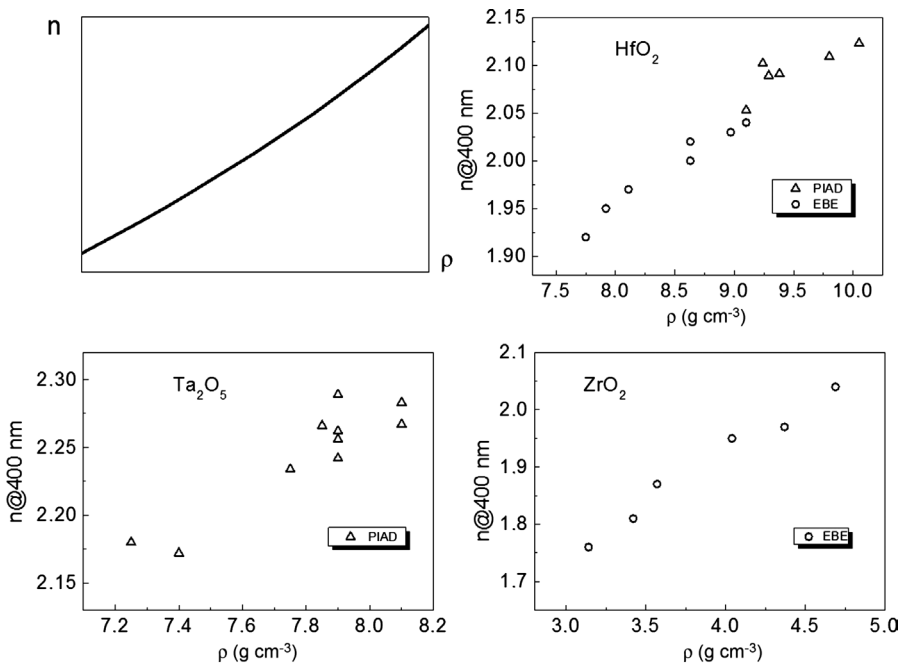 n
ρ
HfO₂
2.15
2.10
2.05
2.00
1.95
1.90
n@400 nm
PIAD
EBE
7.5 8.0 8.5 9.0 9.5 10.0
ρ (g cm⁻³)
Ta₂O₅
2.30
2.25
2.20
2.15
n@400 nm
PIAD
7.2 7.4 7.6 7.8 8.0 8.2
ρ (g cm⁻³)
ZrO₂
2.1
2.0
1.9
1.8
1.7
n@400 nm
EBE
3.0 3.5 4.0 4.5 5.0
ρ (g cm⁻³)